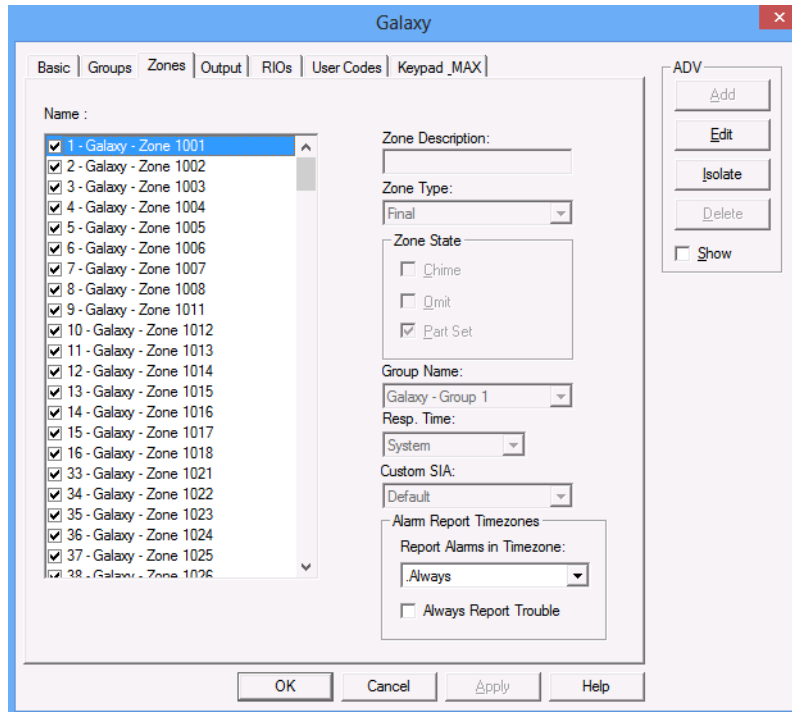 Galaxy
Basic Groups Zones Output RIOs User Codes Keypad _MAX
Name :
1 - Galaxy - Zone 1001
2 - Galaxy - Zone 1002
3 - Galaxy - Zone 1003
4 - Galaxy - Zone 1004
5 - Galaxy - Zone 1005
6 - Galaxy - Zone 1006
7 - Galaxy - Zone 1007
8 - Galaxy - Zone 1008
9 - Galaxy - Zone 1011
10 - Galaxy - Zone 1012
11 - Galaxy - Zone 1013
12 - Galaxy - Zone 1014
13 - Galaxy - Zone 1015
14 - Galaxy - Zone 1016
15 - Galaxy - Zone 1017
16 - Galaxy - Zone 1018
33 - Galaxy - Zone 1021
34 - Galaxy - Zone 1022
35 - Galaxy - Zone 1023
36 - Galaxy - Zone 1024
37 - Galaxy - Zone 1025
38 - Galaxy - Zone 1026
Zone Description:
Zone Type:
Final
Zone State
Chime
Omit
Part Set
Group Name:
Galaxy - Group 1
Resp. Time:
System
Custom SIA:
Default
Alarm Report Timezones
Report Alarms in Timezone:
.Always
Always Report Trouble
ADV
Add
Edit
Isolate
Delete
Show
OK Cancel Apply Help